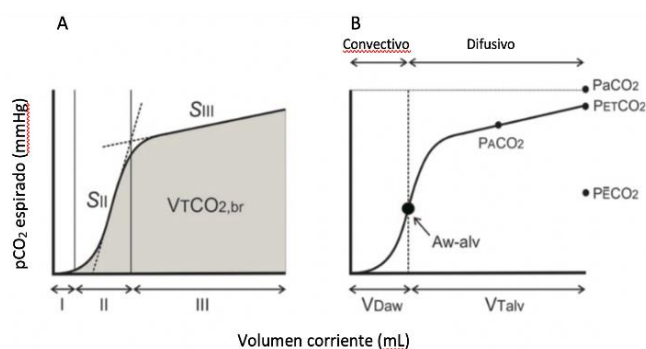 A
B
Convectivo
Difusivo
pCO₂ espirado (mmHg)
SII
SIII
VTCO2,br
I
II
III
PaCO2
PETCO2
PACO2
PĒCO2
Aw-alv
VDaw
VTalv
Volumen corriente (mL)